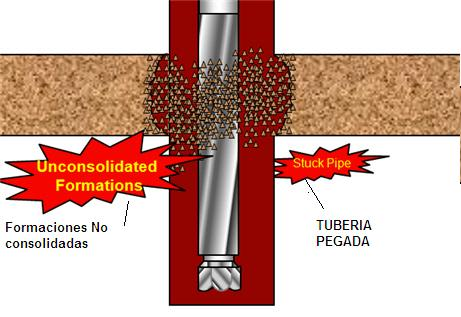 Unconsolidated
Formations
Stuck Pipe
Formaciones No
consolidadas
TUBERIA
PEGADA